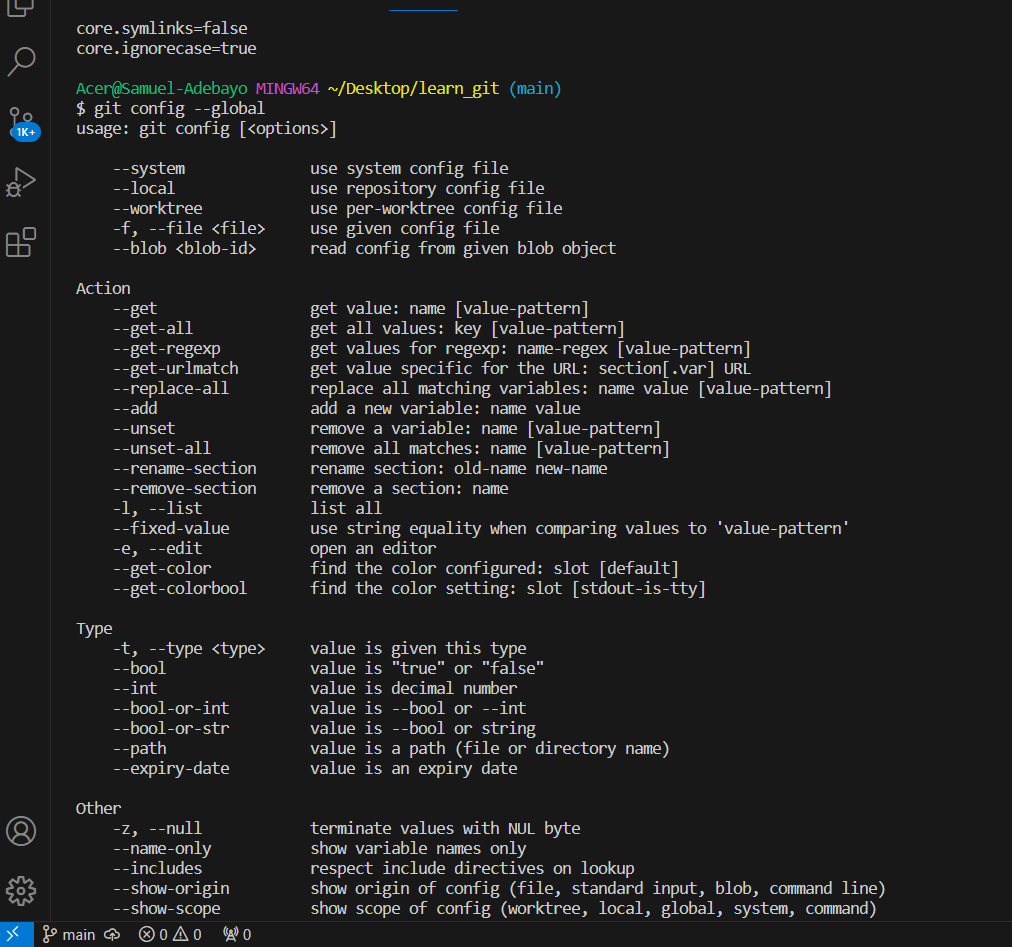 core.symlinks=false
core.ignorecase=true
Acer@Samuel-Adebayo MINGW64 ~/Desktop/learn_git (main)
$ git config --global
usage: git config [<options>]
--system use system config file
--local use repository config file
--worktree use per-worktree config file
-f, --file <file> use given config file
--blob <blob-id> read config from given blob object
Action
--get get value: name [value-pattern]
--get-all get all values: key [value-pattern]
--get-regexp get values for regexp: name-regex [value-pattern]
--get-urlmatch get value specific for the URL: section[.var] URL
--replace-all replace all matching variables: name value [value-pattern]
--add add a new variable: name value
--unset remove a variable: name [value-pattern]
--unset-all remove all matches: name [value-pattern]
--rename-section rename section: old-name new-name
--remove-section remove a section: name
-l, --list list all
--fixed-value use string equality when comparing values to 'value-pattern'
-e, --edit open an editor
--get-color find the color configured: slot [default]
--get-colorbool find the color setting: slot [stdout-is-tty]
Type
-t, --type <type> value is given this type
--bool value is "true" or "false"
--int value is decimal number
--bool-or-int value is --bool or --int
--bool-or-str value is --bool or string
--path value is a path (file or directory name)
--expiry-date value is an expiry date
Other
-z, --null terminate values with NUL byte
--name-only show variable names only
--includes respect include directives on lookup
--show-origin show origin of config (file, standard input, blob, command line)
--show-scope show scope of config (worktree, local, global, system, command)
1K+
main 0 0 0